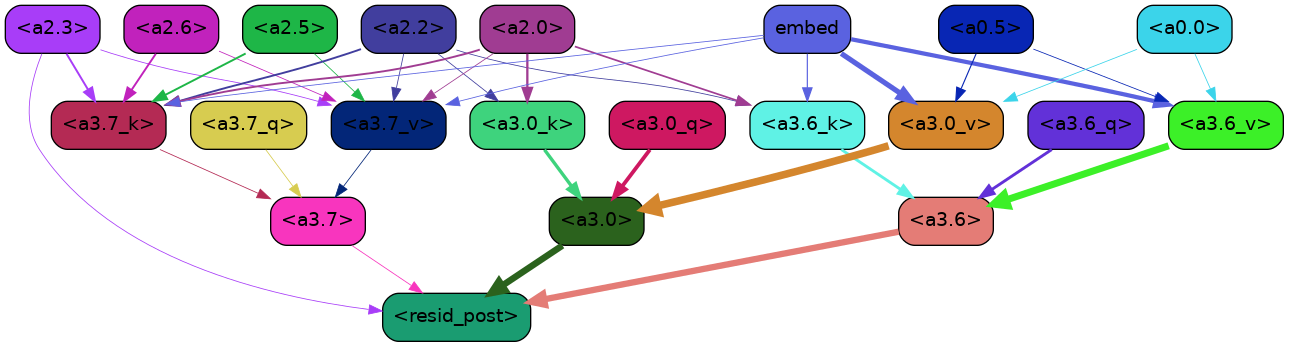 <a2.3> <a2.6> <a2.5> <a2.2> <a2.0> embed <a0.5> <a0.0>
<a3.7_k> <a3.7_q> <a3.7_v> <a3.0_k> <a3.0_q> <a3.6_k> <a3.0_v> <a3.6_q> <a3.6_v>
<a3.7> <a3.0> <a3.6>
<resid_post>